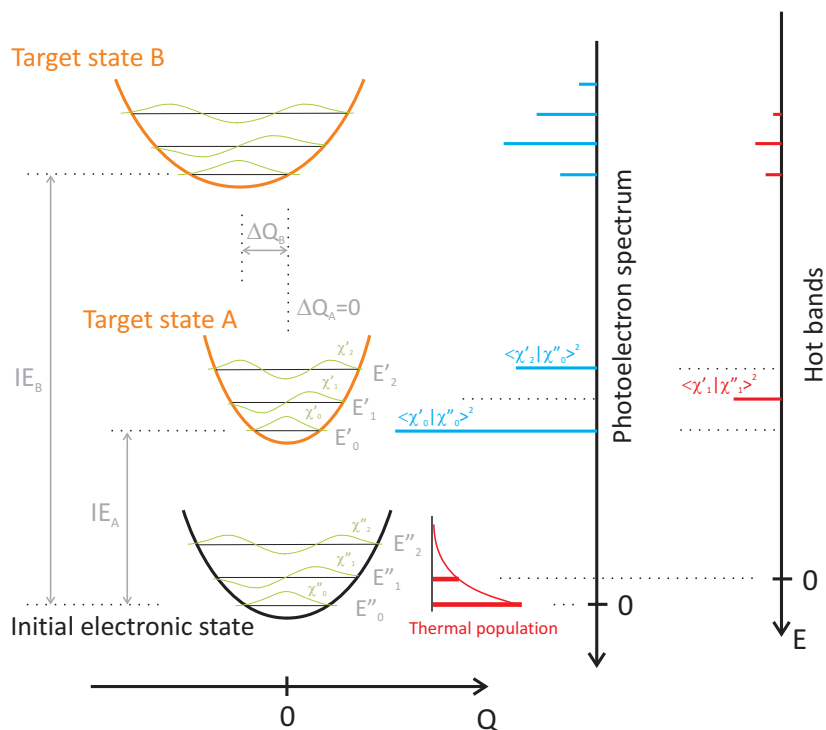 Target state B
ΔQ_B
ΔQ_A=0
Target state A
IE_B
χ'_2
E'_2
χ'_1
E'_1
χ'_0
E'_0
IE_A
χ"_2
E"_2
χ"_1
E"_1
χ"_0
E"_0
Initial electronic state
Thermal population
<χ'_2|χ"_0>²
<χ'_0|χ"_0>²
Photoelectron spectrum
0
<χ'_1|χ"_1>²
Hot bands
0
E
0
Q